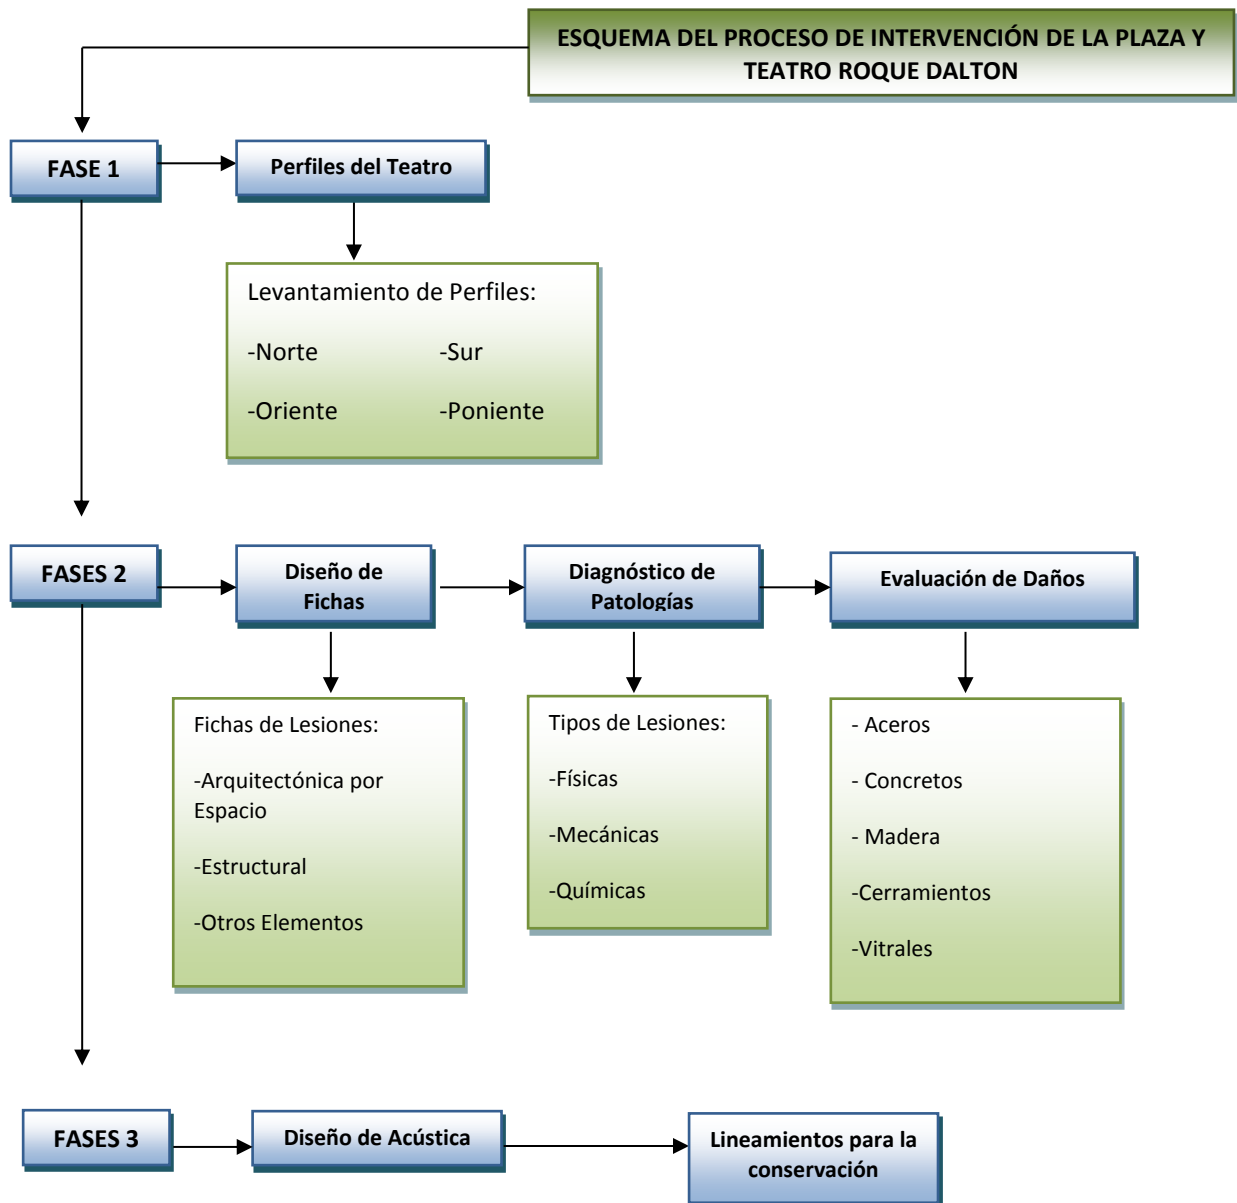 ESQUEMA DEL PROCESO DE INTERVENCIÓN DE LA PLAZA Y
TEATRO ROQUE DALTON
FASE 1
Perfiles del Teatro
Levantamiento de Perfiles:
-Norte -Sur
-Oriente -Poniente
FASES 2
Diseño de
Fichas
Diagnóstico de
Patologías
Evaluación de Daños
Fichas de Lesiones:
-Arquitectónica por
Espacio
-Estructural
-Otros Elementos
Tipos de Lesiones:
-Físicas
-Mecánicas
-Químicas
- Aceros
- Concretos
- Madera
-Cerramientos
-Vitrales
FASES 3
Diseño de Acústica
Lineamientos para la
conservación